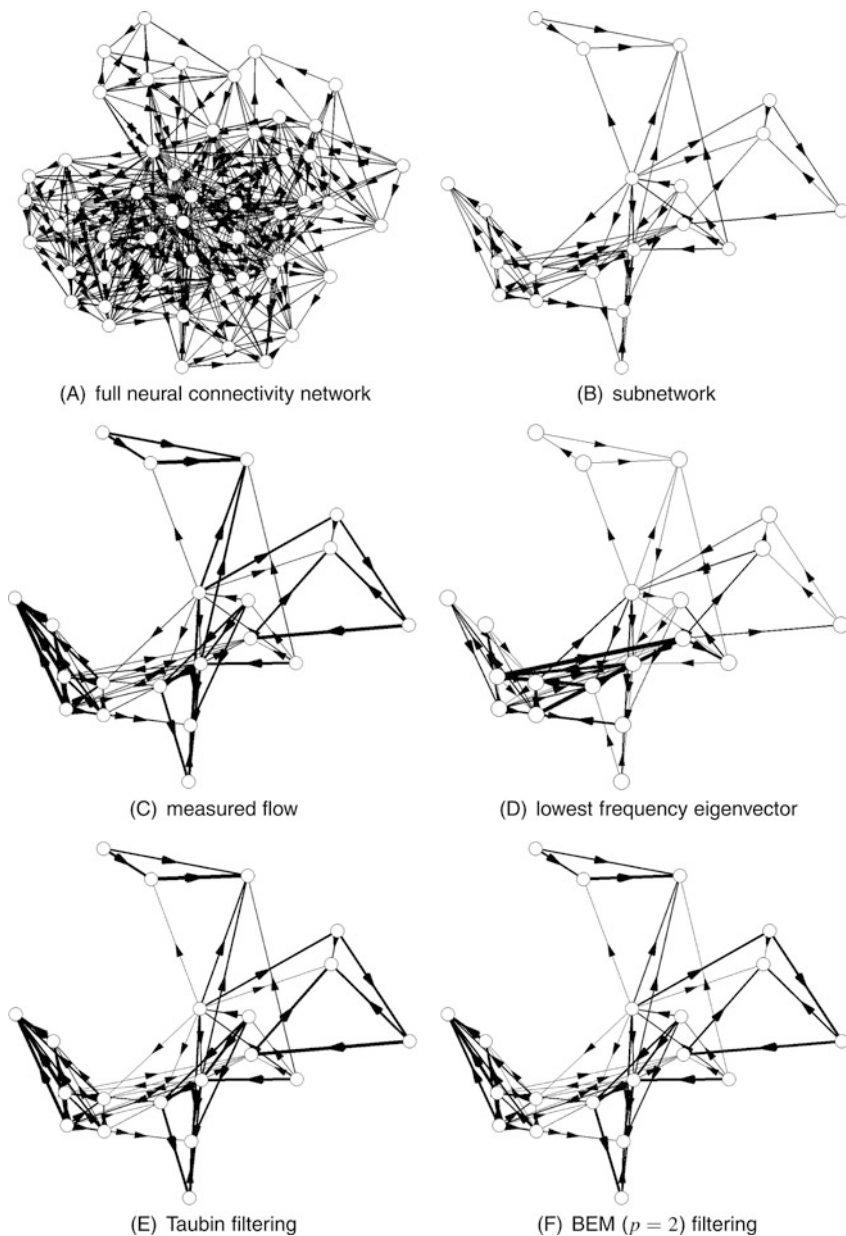 (A) full neural connectivity network
(B) subnetwork
(C) measured flow
(D) lowest frequency eigenvector
(E) Taubin filtering
(F) BEM (p = 2) filtering